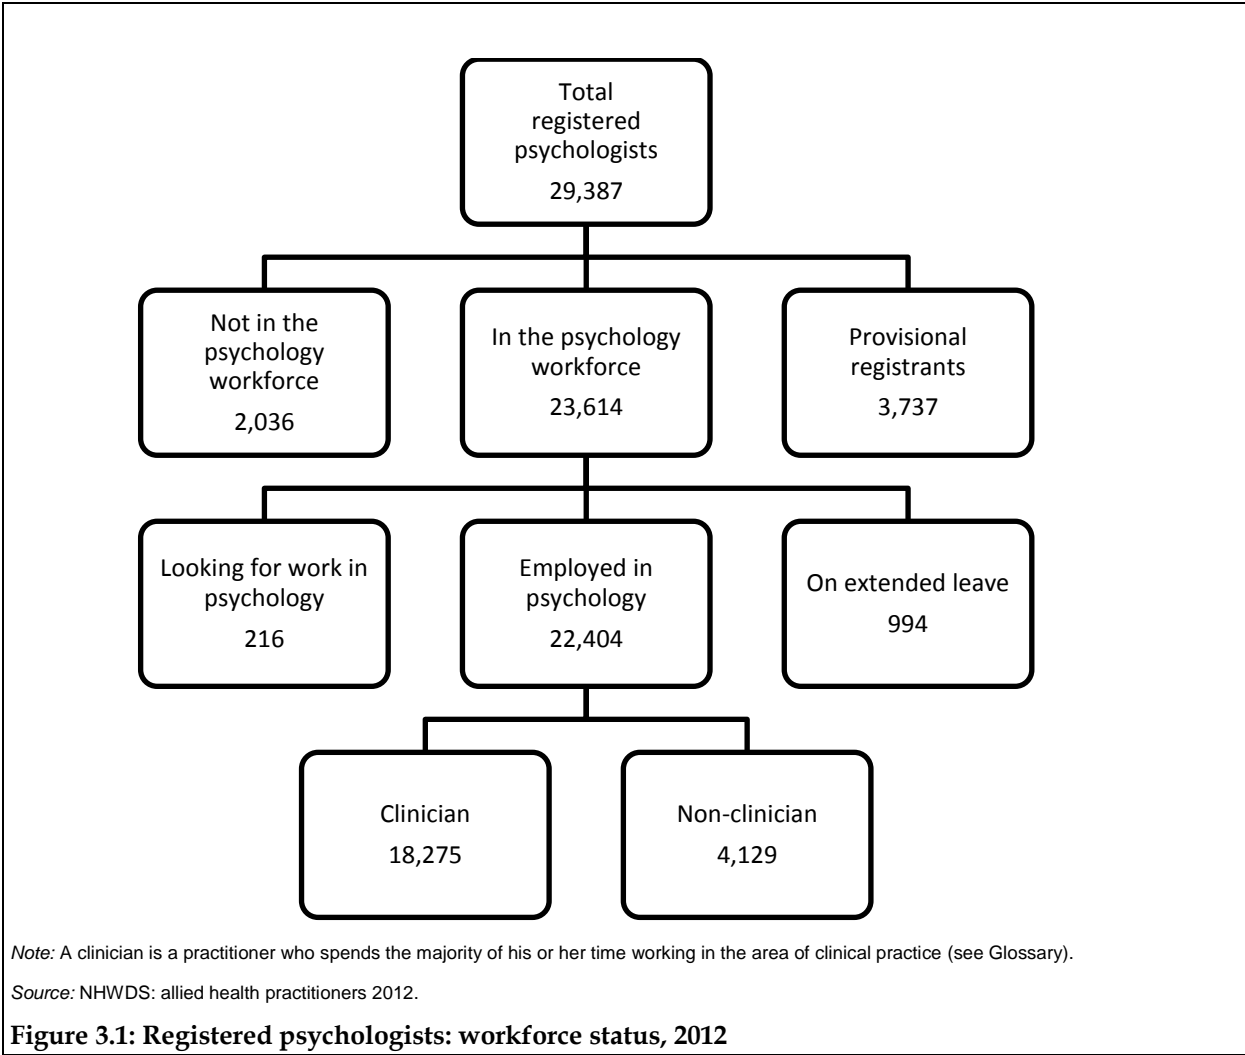 Total
registered
psychologists
29,387
Not in the
psychology
workforce
2,036
In the psychology
workforce
23,614
Provisional
registrants
3,737
Looking for work in
psychology
216
Employed in
psychology
22,404
On extended leave
994
Clinician
18,275
Non-clinician
4,129
Note: A clinician is a practitioner who spends the majority of his or her time working in the area of clinical practice (see Glossary).
Source: NHWDS: allied health practitioners 2012.
Figure 3.1: Registered psychologists: workforce status, 2012